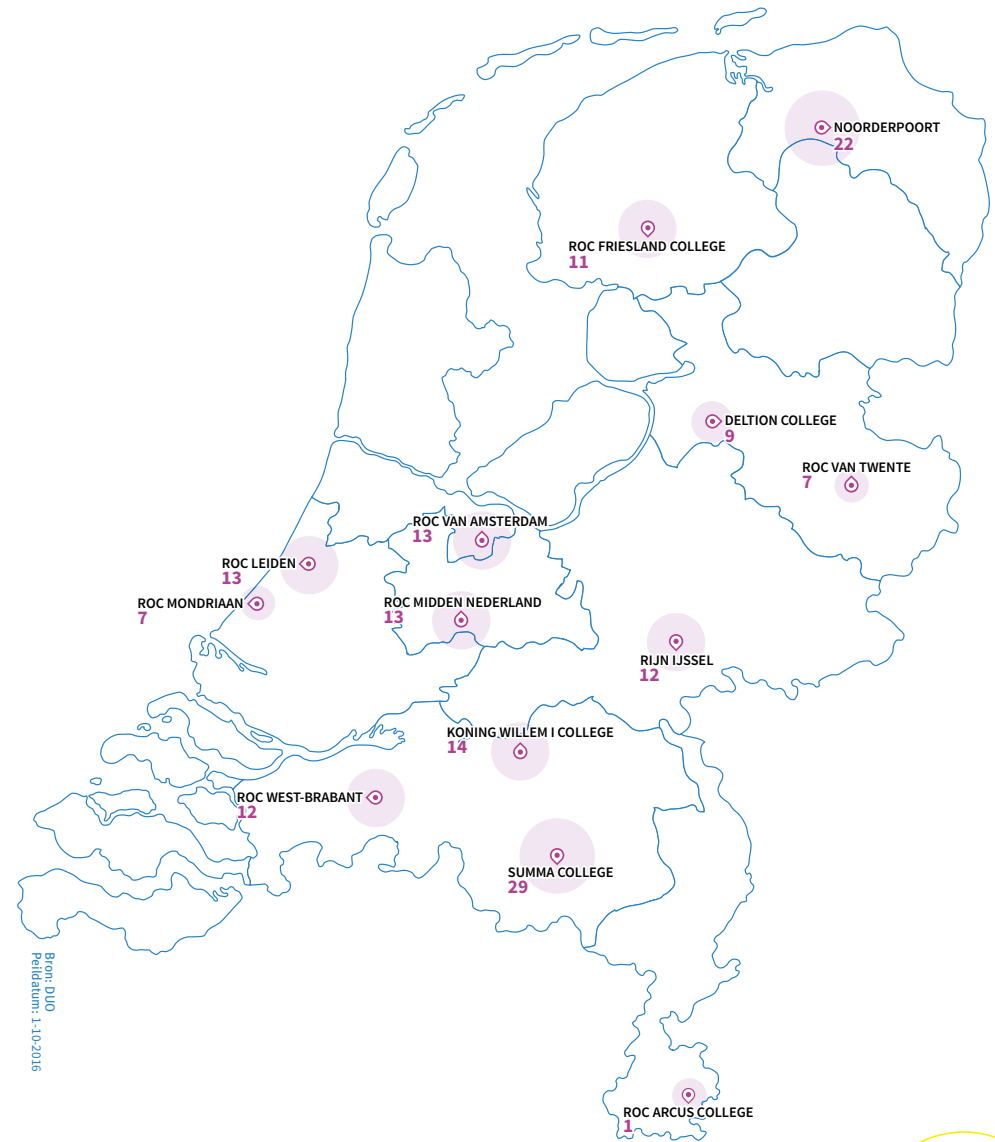 NOORDERPOORT
22
ROC FRIESLAND COLLEGE
11
DELTION COLLEGE
9
ROC VAN TWENTE
7
ROC VAN AMSTERDAM
13
ROC LEIDEN
13
ROC MONDRIAAN
7
ROC MIDDEN NEDERLAND
13
RIJN IJSSEL
12
KONING WILLEM I COLLEGE
14
ROC WEST-BRABANT
12
SUMMA COLLEGE
29
ROC ARCUS COLLEGE
1
Bron: DUO
Peildatum: 1-10-2016